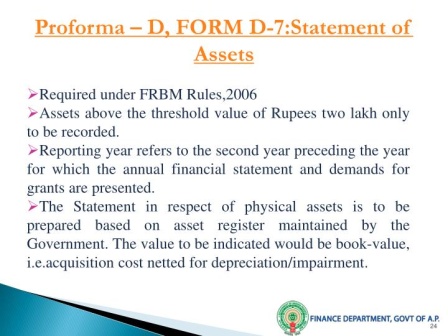 Proforma – D, FORM D-7:Statement of
Assets
➢Required under FRBM Rules,2006
➢Assets above the threshold value of Rupees two lakh only
to be recorded.
➢Reporting year refers to the second year preceding the year
for which the annual financial statement and demands for
grants are presented.
➢The Statement in respect of physical assets is to be
prepared based on asset register maintained by the
Government. The value to be indicated would be book-value,
i.e.acquisition cost netted for depreciation/impairment.
FINANCE DEPARTMENT, GOVT OF A.P.
24